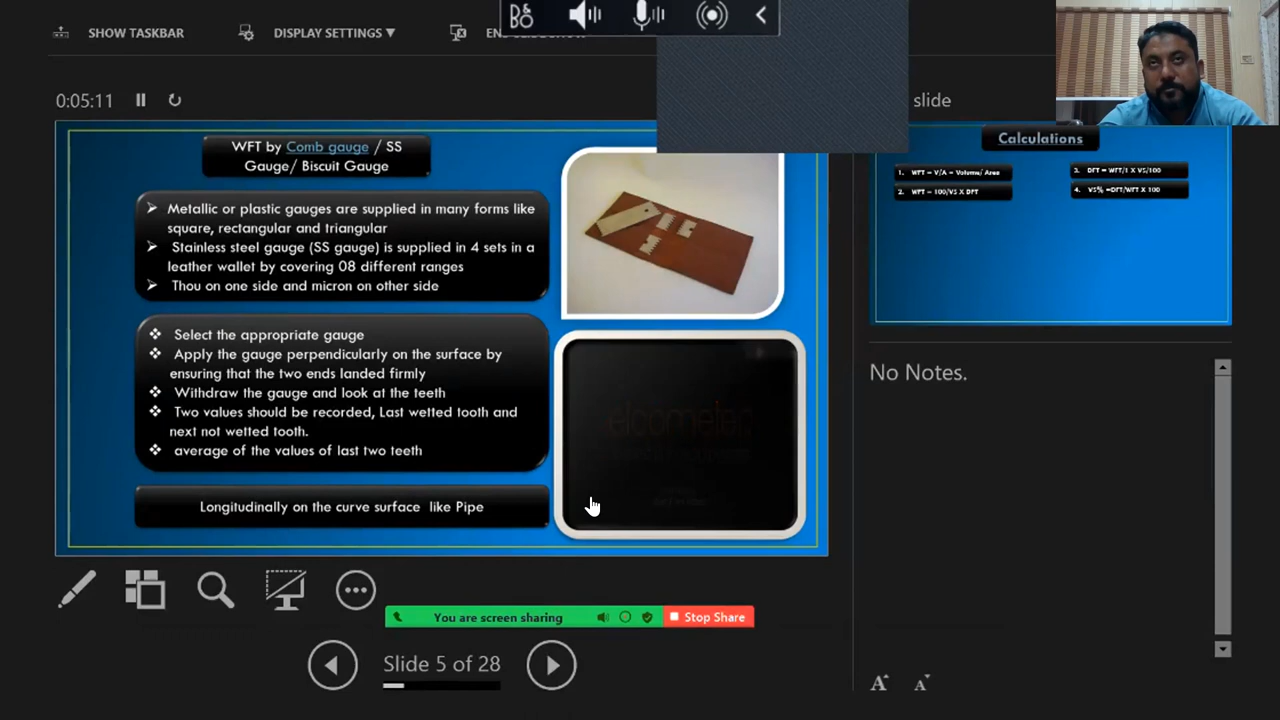 SHOW TASKBAR
DISPLAY SETTINGS ▼
0:05:11
slide
WFT by Comb gauge / SS
Gauge/ Biscuit Gauge
➢ Metallic or plastic gauges are supplied in many forms like
square, rectangular and triangular
➢ Stainless steel gauge (SS gauge) is supplied in 4 sets in a
leather wallet by covering 08 different ranges
➢ Thou on one side and micron on other side
❖ Select the appropriate gauge
❖ Apply the gauge perpendicularly on the surface by
ensuring that the two ends landed firmly
❖ Withdraw the gauge and look at the teeth
❖ Two values should be recorded, Last wetted tooth and
next not wetted tooth.
❖ average of the values of last two teeth
Longitudinally on the curve surface like Pipe
elcometer
Calculations
1. WFT = V/A = Volume/ Area
2. WFT = 100/VS X DFT
3. DFT = WFT/1 X VS/100
4. VS% =DFT/WFT X 100
No Notes.
You are screen sharing
Stop Share
Slide 5 of 28
A A